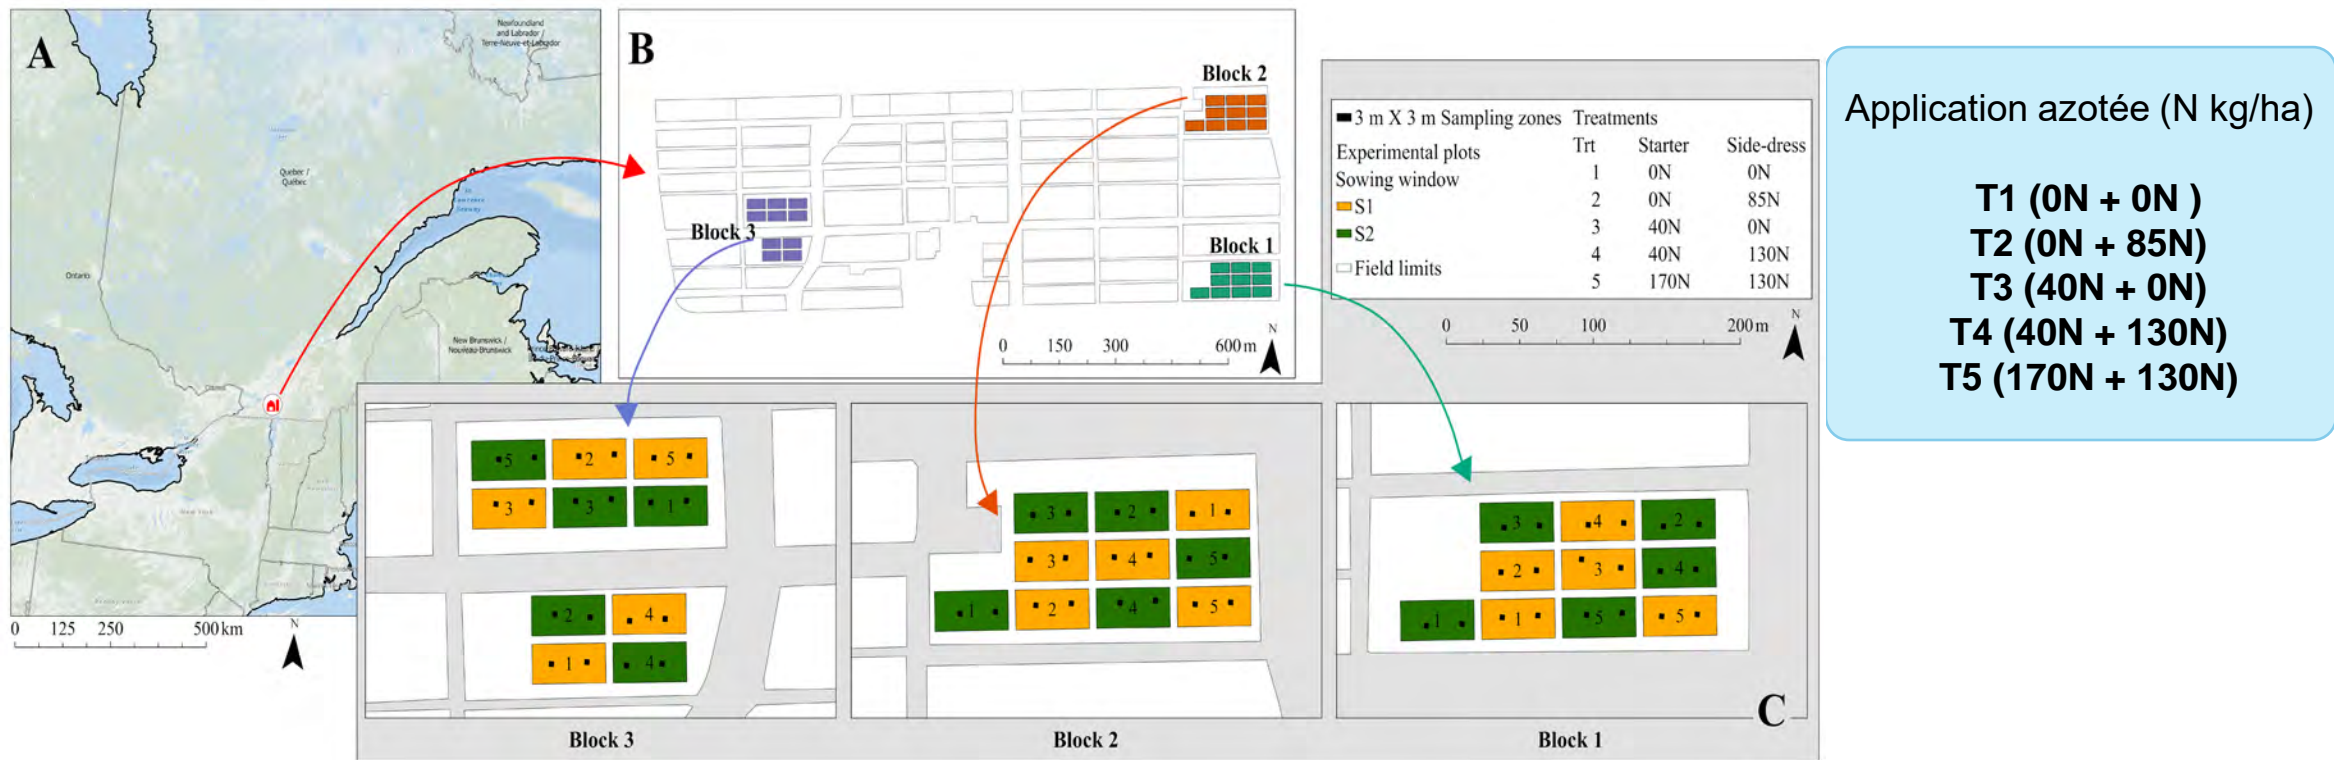 A
Newfoundland
and Labrador /
Terre-Neuve-et-Labrador
Quebec /
Québec
Ontario
Ottawa
New Brunswick /
Nouveau-Brunswick
0 125 250 500 km
N
B
Block 2
Block 3
Block 1
0 150 300 600 m
N
3 m X 3 m Sampling zones
Experimental plots
Sowing window
S1
S2
Field limits
Treatments
Trt Starter Side-dress
1 0N 0N
2 0N 85N
3 40N 0N
4 40N 130N
5 170N 130N
0 50 100 200 m
N
5 2 5
3 3 1
2 4
1 4
Block 3
3 2 1
3 4 5
1 2 4 5
Block 2
3 4 2
2 3 4
1 1 5 5
Block 1
C
Application azotée (N kg/ha)
T1 (0N + 0N )
T2 (0N + 85N)
T3 (40N + 0N)
T4 (40N + 130N)
T5 (170N + 130N)